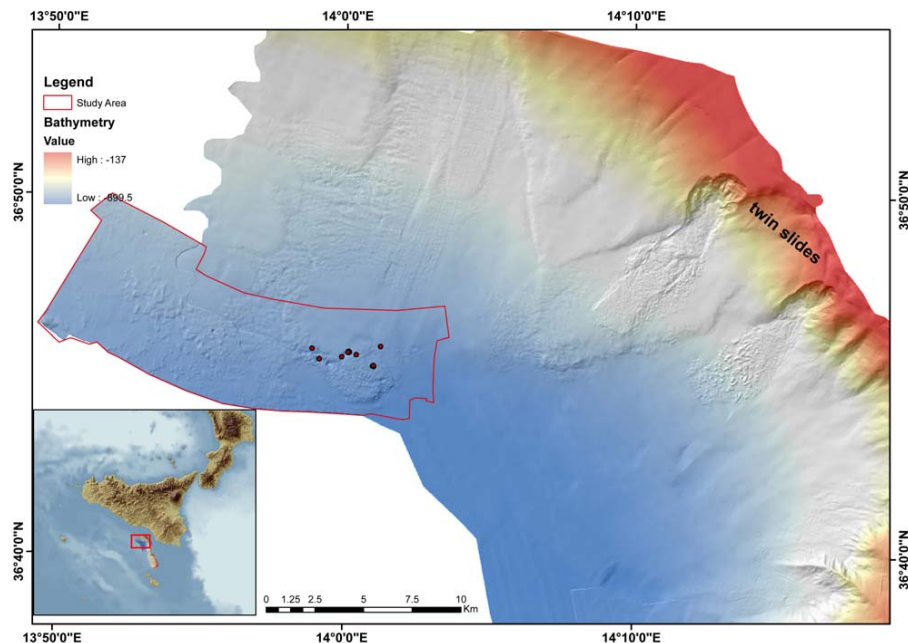 13°50'0"E 14°0'0"E 14°10'0"E
Legend
Study Area
Bathymetry
Value
High : -137
Low : -899.5
36°50'0"N 36°50'0"N
twin slides
36°40'0"N 36°40'0"N
0 1.25 2.5 5 7.5 10
Km
13°50'0"E 14°0'0"E 14°10'0"E